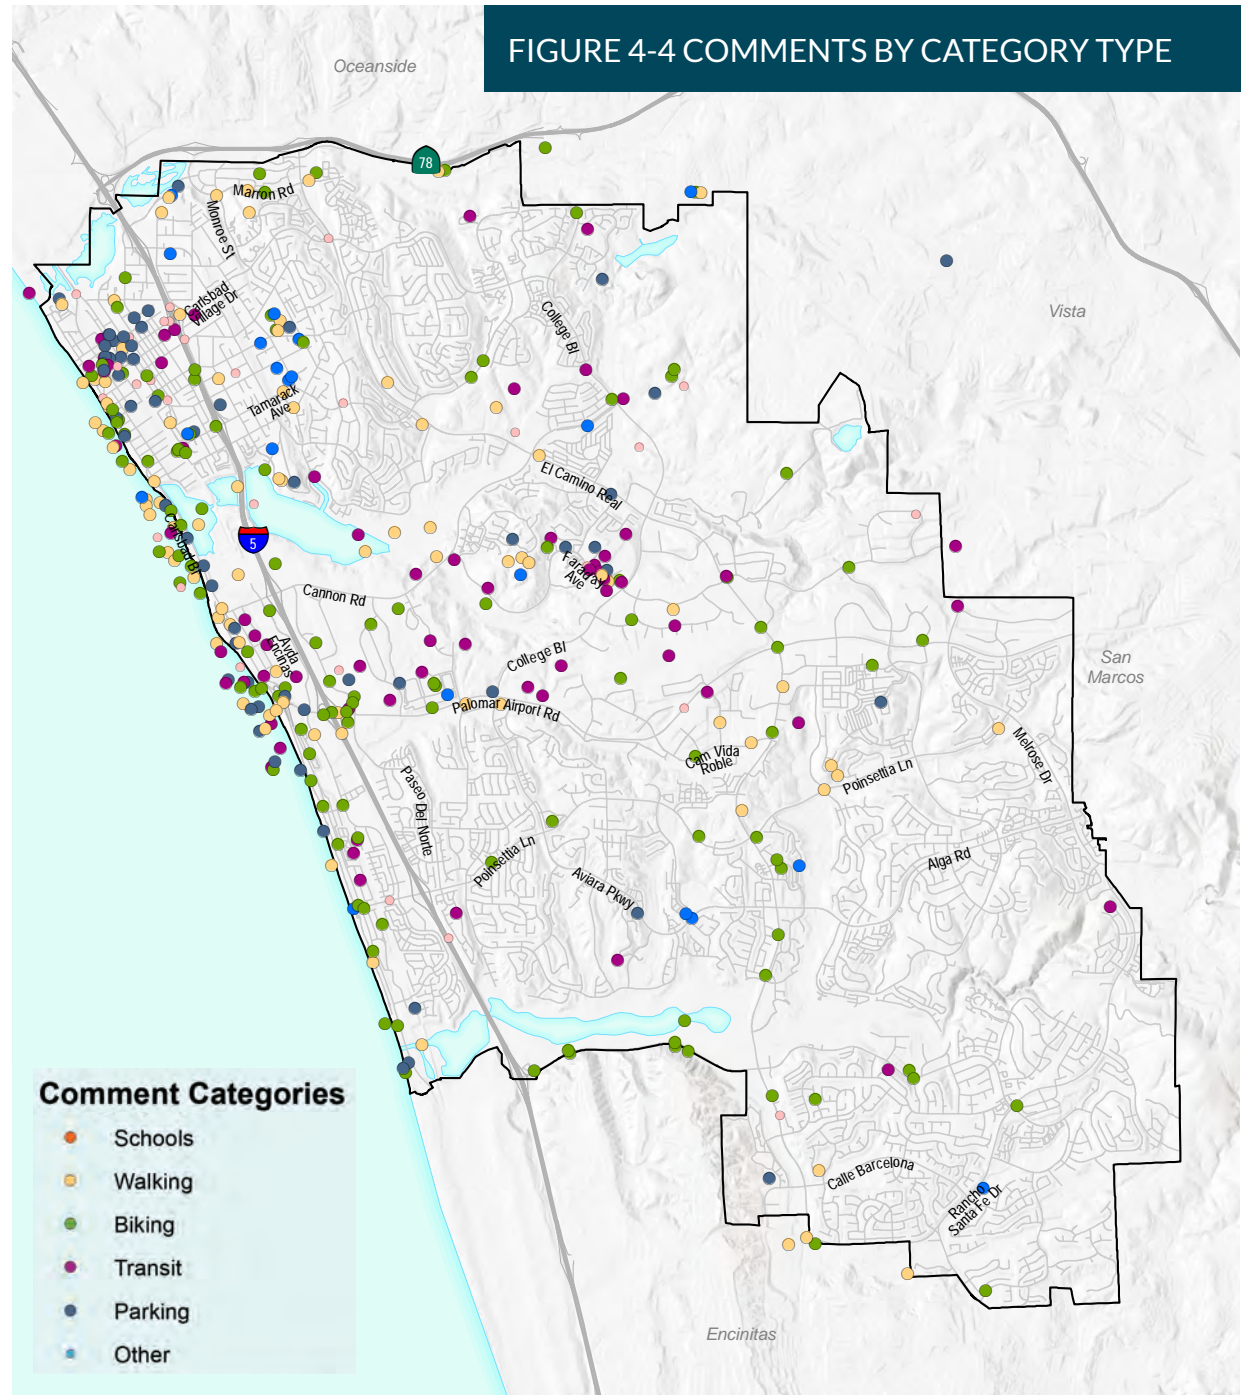 FIGURE 4-4 COMMENTS BY CATEGORY TYPE
Oceanside
78
Marron Rd
Monroe St
Vista
Carlsbad
Village Dr
College Bl
Tamarack
Ave
El Camino Real
Carlsbad Bl
5
Faraday
Ave
Cannon Rd
Avda
Encinas
College Bl
San
Marcos
Palomar Airport Rd
Cam Vida
Roble
Melrose Dr
Poinsettia Ln
Paseo Del Norte
Poinsettia Ln
Alga Rd
Aviara Pkwy
Calle Barcelona
Rancho
Santa Fe Dr
Encinitas
Comment Categories
Schools
Walking
Biking
Transit
Parking
Other